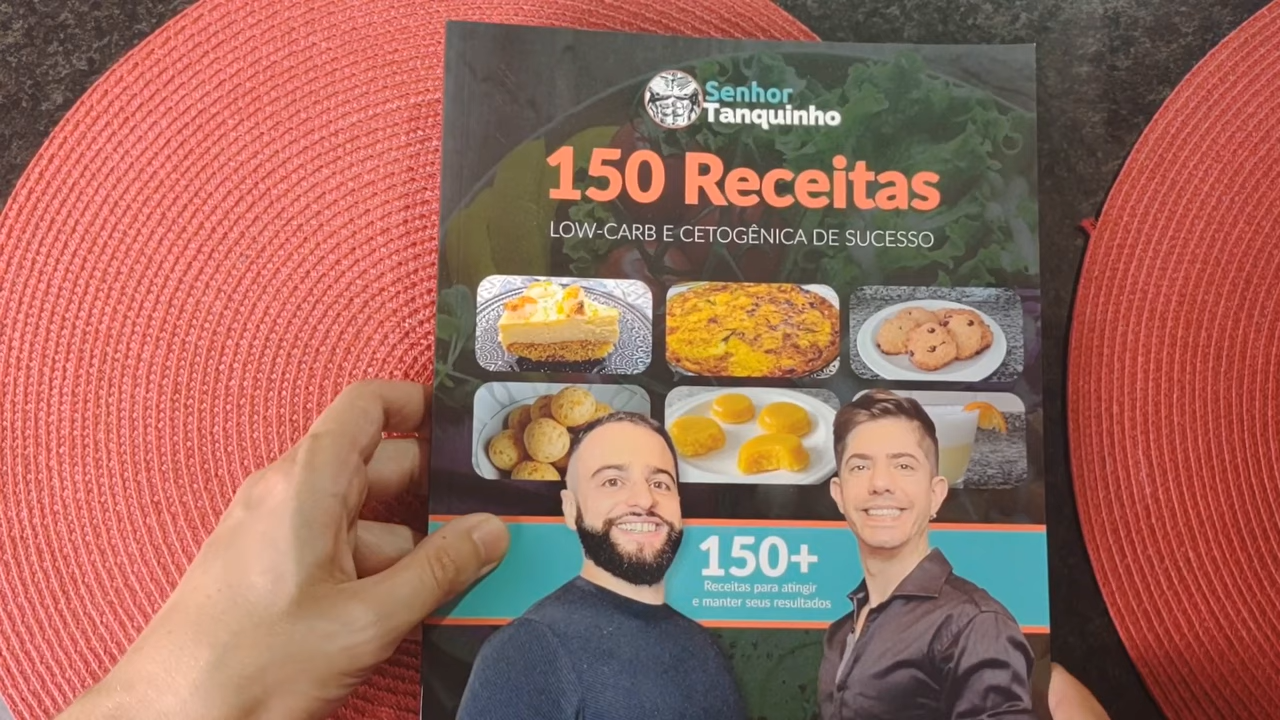 Senhor
Tanquinho
150 Receitas
LOW-CARB E CETOGÊNICA DE SUCESSO
150+
Receitas para atingir
e manter seus resultados